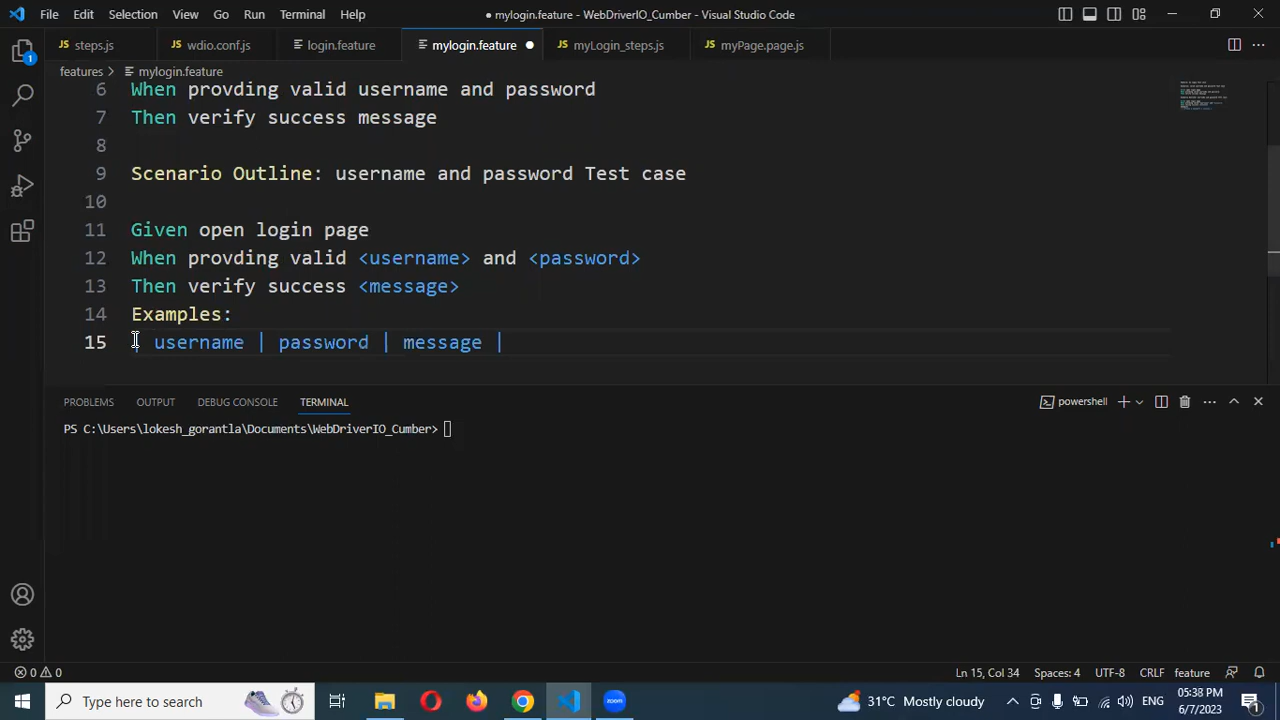 File Edit Selection View Go Run Terminal Help
mylogin.feature - WebDriverIO_Cumber - Visual Studio Code
steps.js wdio.conf.js login.feature mylogin.feature myLogin_steps.js myPage.page.js
features > mylogin.feature
6 When provding valid username and password
7 Then verify success message
8
9 Scenario Outline: username and password Test case
10
11 Given open login page
12 When provding valid <username> and <password>
13 Then verify success <message>
14 Examples:
15 | username | password | message |
PROBLEMS OUTPUT DEBUG CONSOLE TERMINAL powershell
PS C:\Users\lokesh_gorantla\Documents\WebDriverIO_Cumber>
0 0 Ln 15, Col 34 Spaces: 4 UTF-8 CRLF feature
Type here to search zoom 31°C Mostly cloudy ENG 05:38 PM
6/7/2023 1